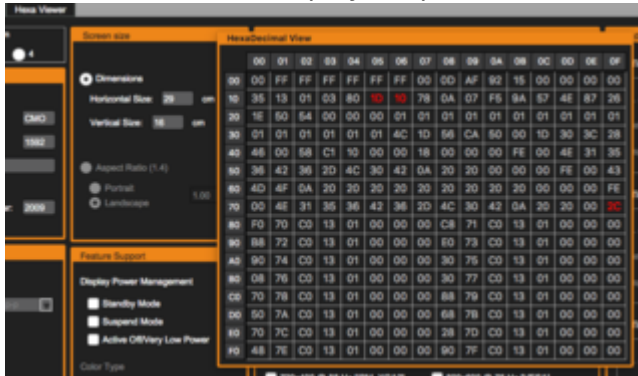 Hexa Viewer
4
CMO
1592
2009
Screen size
Dimensions
Horizontal Size: 29 cm
Vertical Size: 18 cm
Aspect Ratio (1:4)
Portrait
Landscape
1.00
Feature Support
Display Power Management
Standby Mode
Suspend Mode
Active Off/Very Low Power
Color Type
HexaDecimal View
00 01 02 03 04 05 06 07 08 09 0A 0B 0C 0D 0E 0F
00 00 FF FF FF FF FF FF 00 0D AF 92 15 00 00 00 00
10 35 13 01 03 80 1D 10 78 0A 07 F5 9A 57 4E 87 26
20 1E 50 54 00 00 00 01 01 01 01 01 01 01 01 01 01
30 01 01 01 01 01 01 4C 1D 56 CA 50 00 1D 30 3C 28
40 46 00 58 C1 10 00 00 18 00 00 00 FE 00 4E 31 35
50 36 42 36 2D 4C 30 42 0A 20 20 00 00 00 FE 00 43
60 4D 4F 0A 20 20 20 20 20 20 20 20 20 00 00 00 FE
70 00 4E 31 35 36 42 36 2D 4C 30 42 0A 20 20 00 2C
80 F0 70 C0 13 01 00 00 00 C8 71 C0 13 01 00 00 00
90 B8 72 C0 13 01 00 00 00 E0 73 C0 13 01 00 00 00
A0 90 74 C0 13 01 00 00 00 30 75 C0 13 01 00 00 00
B0 08 76 C0 13 01 00 00 00 30 77 C0 13 01 00 00 00
C0 70 78 C0 13 01 00 00 00 88 79 C0 13 01 00 00 00
D0 50 7A C0 13 01 00 00 00 68 7B C0 13 01 00 00 00
E0 70 7C C0 13 01 00 00 00 28 7D C0 13 01 00 00 00
F0 48 7E C0 13 01 00 00 00 90 7F C0 13 01 00 00 00